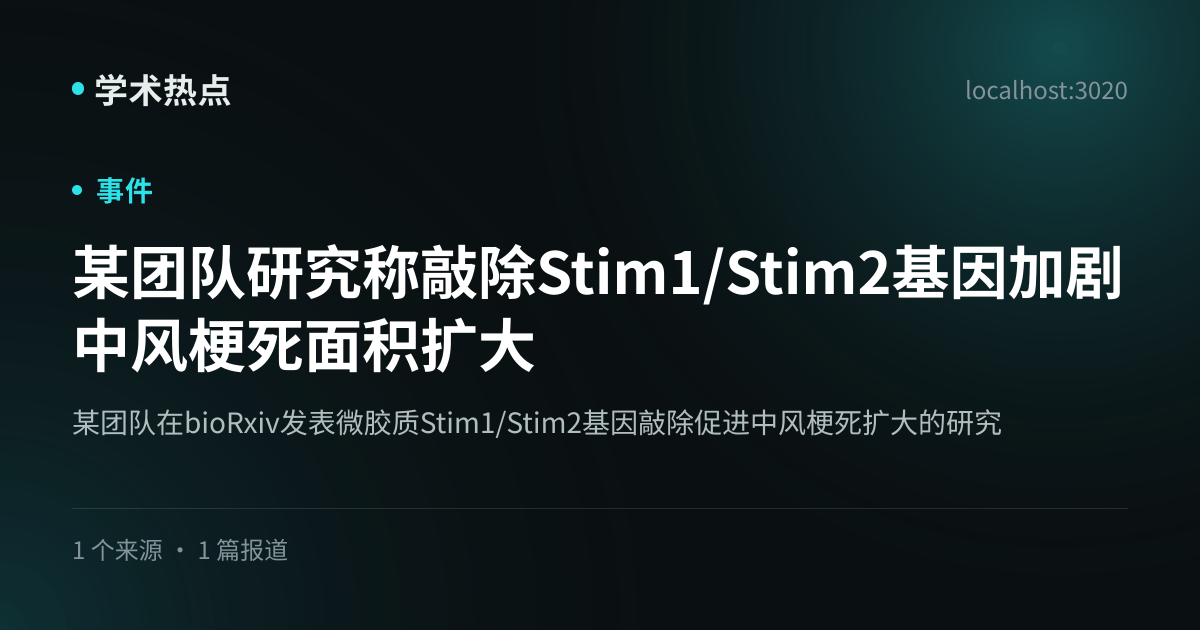 学术热点
localhost:3020
事件
某团队研究称敲除Stim1/Stim2基因加剧
中风梗死面积扩大
某团队在bioRxiv发表微胶质Stim1/Stim2基因敲除促进中风梗死扩大的研究
1 个来源 · 1 篇报道